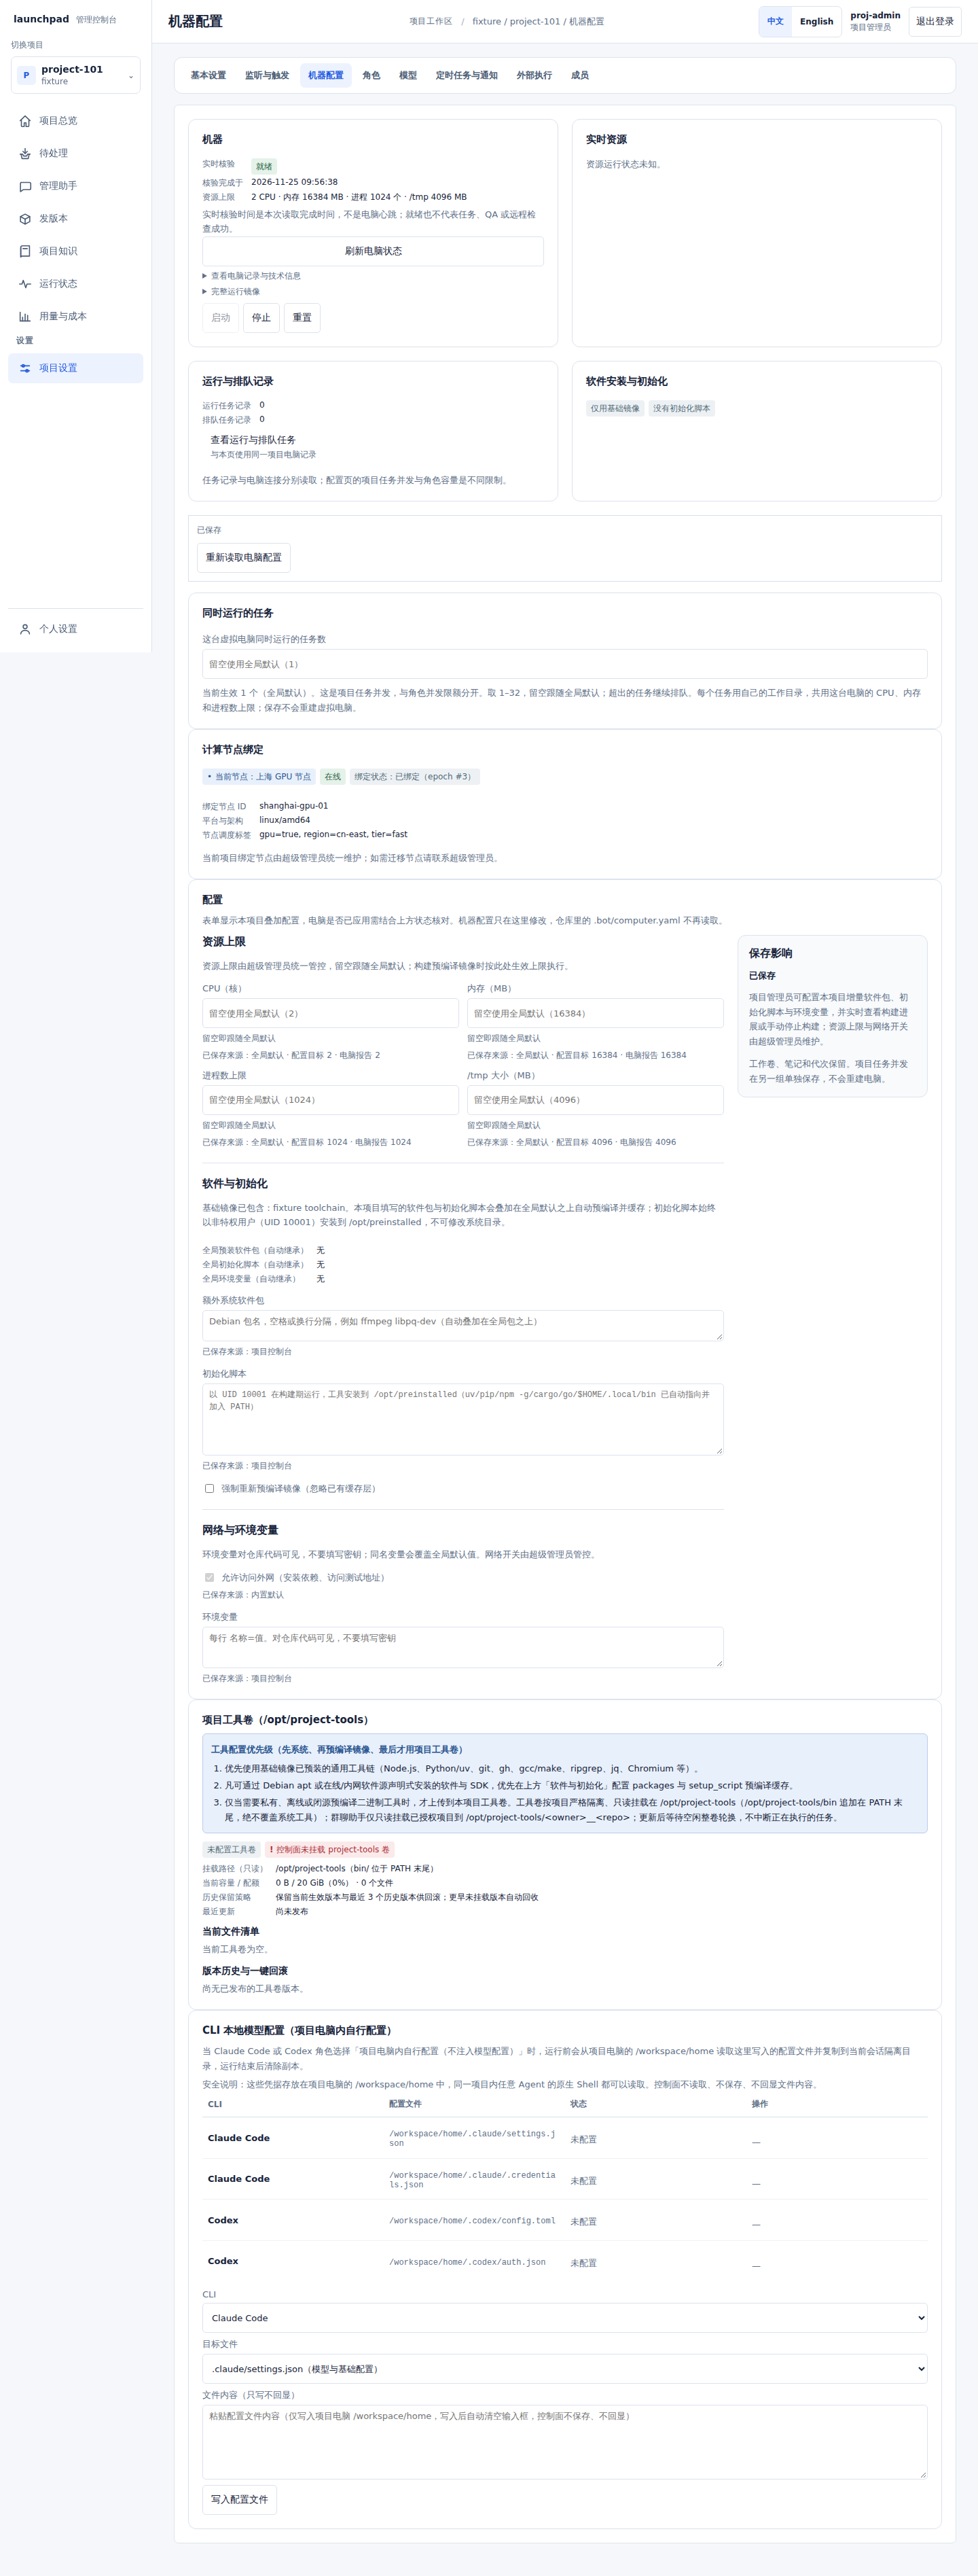 launchpad 管理控制台
切换项目
P
project-101
fixture
项目总览
待处理
管理助手
发版本
项目知识
运行状态
用量与成本
设置
项目设置
个人设置
机器配置
项目工作区 / fixture / project-101 / 机器配置
中文 English
proj-admin
项目管理员
退出登录
基本设置 监听与触发 机器配置 角色 模型 定时任务与通知 外部执行 成员
机器
实时核验 就绪
核验完成于 2026-11-25 09:56:38
资源上限 2 CPU · 内存 16384 MB · 进程 1024 个 · /tmp 4096 MB
实时核验时间是本次读取完成时间，不是电脑心跳；就绪也不代表任务、QA 或远程检
查成功。
刷新电脑状态
查看电脑记录与技术信息
完整运行镜像
启动 停止 重置
实时资源
资源运行状态未知。
运行与排队记录
运行任务记录 0
排队任务记录 0
查看运行与排队任务
与本页使用同一项目电脑记录
任务记录与电脑连接分别读取；配置页的项目任务并发与角色容量是不同限制。
软件安装与初始化
仅用基础镜像 没有初始化脚本
已保存
重新读取电脑配置
同时运行的任务
这台虚拟电脑同时运行的任务数
留空使用全局默认（1）
当前生效 1 个（全局默认）。这是项目任务并发，与角色并发限额分开。取 1–32，留空跟随全局默认；超出的任务继续排队。每个任务用自己的工作目录，共用这台电脑的 CPU、内存
和进程数上限；保存不会重建虚拟电脑。
计算节点绑定
• 当前节点：上海 GPU 节点 在线 绑定状态：已绑定（epoch #3）
绑定节点 ID shanghai-gpu-01
平台与架构 linux/amd64
节点调度标签 gpu=true, region=cn-east, tier=fast
当前项目绑定节点由超级管理员统一维护；如需迁移节点请联系超级管理员。
配置
表单显示本项目叠加配置，电脑是否已应用需结合上方状态核对。机器配置只在这里修改，仓库里的 .bot/computer.yaml 不再读取。
资源上限
资源上限由超级管理员统一管控，留空跟随全局默认；构建预编译镜像时按此处生效上限执行。
CPU（核） 内存（MB）
留空使用全局默认（2） 留空使用全局默认（16384）
留空即跟随全局默认 留空即跟随全局默认
已保存来源：全局默认 · 配置目标 2 · 电脑报告 2 已保存来源：全局默认 · 配置目标 16384 · 电脑报告 16384
进程数上限 /tmp 大小（MB）
留空使用全局默认（1024） 留空使用全局默认（4096）
留空即跟随全局默认 留空即跟随全局默认
已保存来源：全局默认 · 配置目标 1024 · 电脑报告 1024 已保存来源：全局默认 · 配置目标 4096 · 电脑报告 4096
保存影响
已保存
项目管理员可配置本项目增量软件包、初
始化脚本与环境变量，并实时查看构建进
展或手动停止构建；资源上限与网络开关
由超级管理员维护。
工作卷、笔记和代次保留。项目任务并发
在另一组单独保存，不会重建电脑。
软件与初始化
基础镜像已包含：fixture toolchain。本项目填写的软件包与初始化脚本会叠加在全局默认之上自动预编译并缓存；初始化脚本始终
以非特权用户（UID 10001）安装到 /opt/preinstalled，不可修改系统目录。
全局预装软件包（自动继承） 无
全局初始化脚本（自动继承） 无
全局环境变量（自动继承） 无
额外系统软件包
Debian 包名，空格或换行分隔，例如 ffmpeg libpq-dev（自动叠加在全局包之上）
已保存来源：项目控制台
初始化脚本
以 UID 10001 在构建期运行，工具安装到 /opt/preinstalled（uv/pip/npm -g/cargo/go/$HOME/.local/bin 已自动指向并
加入 PATH）
已保存来源：项目控制台
强制重新预编译镜像（忽略已有缓存层）
网络与环境变量
环境变量对仓库代码可见，不要填写密钥；同名变量会覆盖全局默认值。网络开关由超级管理员管控。
允许访问外网（安装依赖、访问测试地址）
已保存来源：内置默认
环境变量
每行 名称=值。对仓库代码可见，不要填写密钥
已保存来源：项目控制台
项目工具卷（/opt/project-tools）
工具配置优先级（先系统、再预编译镜像、最后才用项目工具卷）
1. 优先使用基础镜像已预装的通用工具链（Node.js、Python/uv、git、gh、gcc/make、ripgrep、jq、Chromium 等）。
2. 凡可通过 Debian apt 或在线/内网软件源声明式安装的软件与 SDK，优先在上方「软件与初始化」配置 packages 与 setup_script 预编译缓存。
3. 仅当需要私有、离线或闭源预编译二进制工具时，才上传到本项目工具卷、工具卷按项目严格隔离、只读挂载在 /opt/project-tools（/opt/project-tools/bin 追加在 PATH 末
尾，绝不覆盖系统工具）；群聊助手仅只读挂载已授权项目到 /opt/project-tools/<owner>__<repo>；更新后等待空闲整卷轮换，不中断正在执行的任务。
未配置工具卷 ! 控制面未挂载 project-tools 卷
挂载路径（只读） /opt/project-tools（bin/ 位于 PATH 末尾）
当前容量 / 配额 0 B / 20 GiB（0%） · 0 个文件
历史保留策略 保留当前生效版本与最近 3 个历史版本供回滚；更早未挂载版本自动回收
最近更新 尚未发布
当前文件清单
当前工具卷为空。
版本历史与一键回滚
尚无已发布的工具卷版本。
CLI 本地模型配置（项目电脑内自行配置）
当 Claude Code 或 Codex 角色选择「项目电脑内自行配置（不注入模型配置）」时，运行前会从项目电脑的 /workspace/home 读取这里写入的配置文件并复制到当前会话隔离目
录，运行结束后清除副本。
安全说明：这些凭据存放在项目电脑的 /workspace/home 中，同一项目内任意 Agent 的原生 Shell 都可以读取。控制面不读取、不保存、不回显文件内容。
CLI 配置文件 状态 操作
Claude Code /workspace/home/.claude/settings.j
son 未配置 —
Claude Code /workspace/home/.claude/.credentia
ls.json 未配置 —
Codex /workspace/home/.codex/config.toml 未配置 —
Codex /workspace/home/.codex/auth.json 未配置 —
CLI
Claude Code
目标文件
.claude/settings.json（模型与基础配置）
文件内容（只写不回显）
粘贴配置文件内容（仅写入项目电脑 /workspace/home，写入后自动清空输入框，控制面不保存、不回显）
写入配置文件